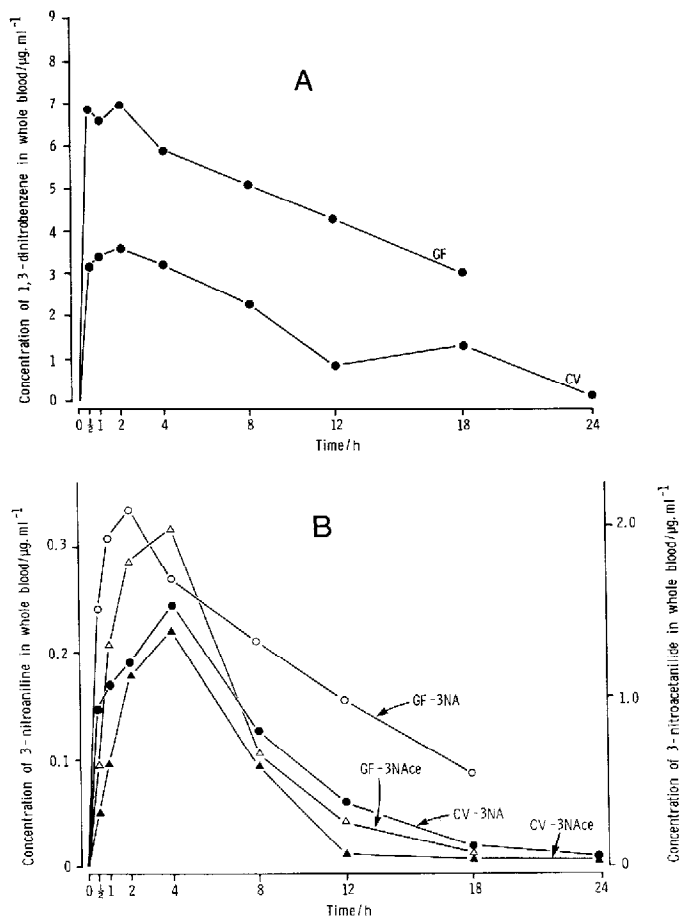 A
Concentration of 1,3-dinitrobenzene in whole blood/μg.ml⁻¹
9
8
7
6
5
4
3
2
1
0
GF
CV
0 ½ 1 2 4 8 12 18 24
Time/h
B
Concentration of 3-nitroaniline in whole blood/μg.ml⁻¹
0.3
0.2
0.1
0
2.0
1.0
0
Concentration of 3-nitroacetanilide in whole blood/μg.ml⁻¹
GF-3NA
GF-3NAce
CV-3NA
CV-3NAce
0 ½ 1 2 4 8 12 18 24
Time/h